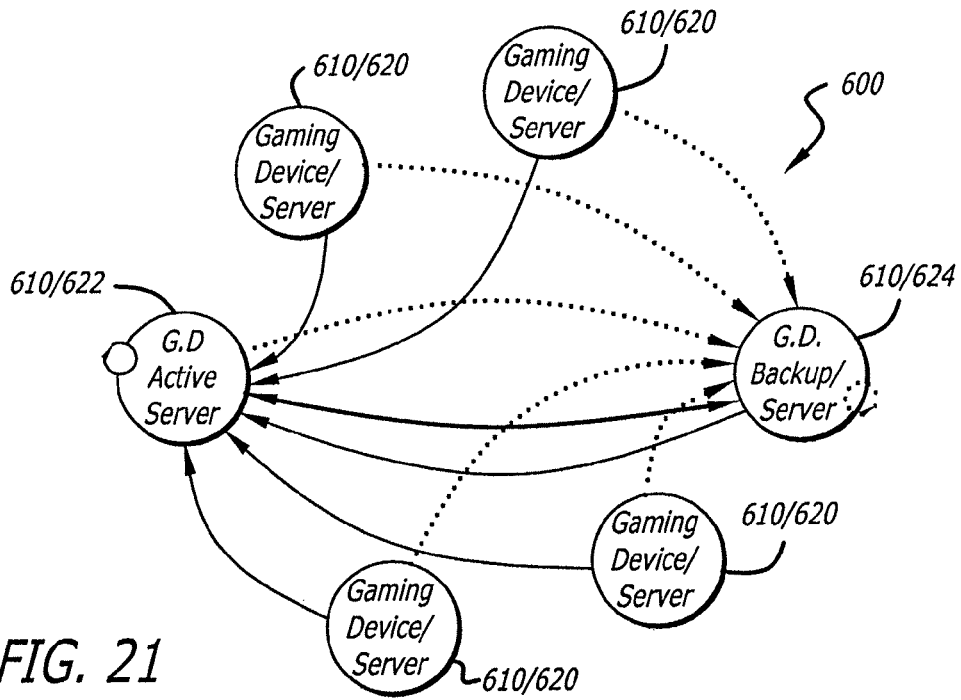 610/620
Gaming
Device/
Server
610/620
Gaming
Device/
Server
600
610/622
G.D
Active
Server
610/624
G.D.
Backup/
Server
Gaming
Device/
Server
610/620
Gaming
Device/
Server
610/620
FIG. 21